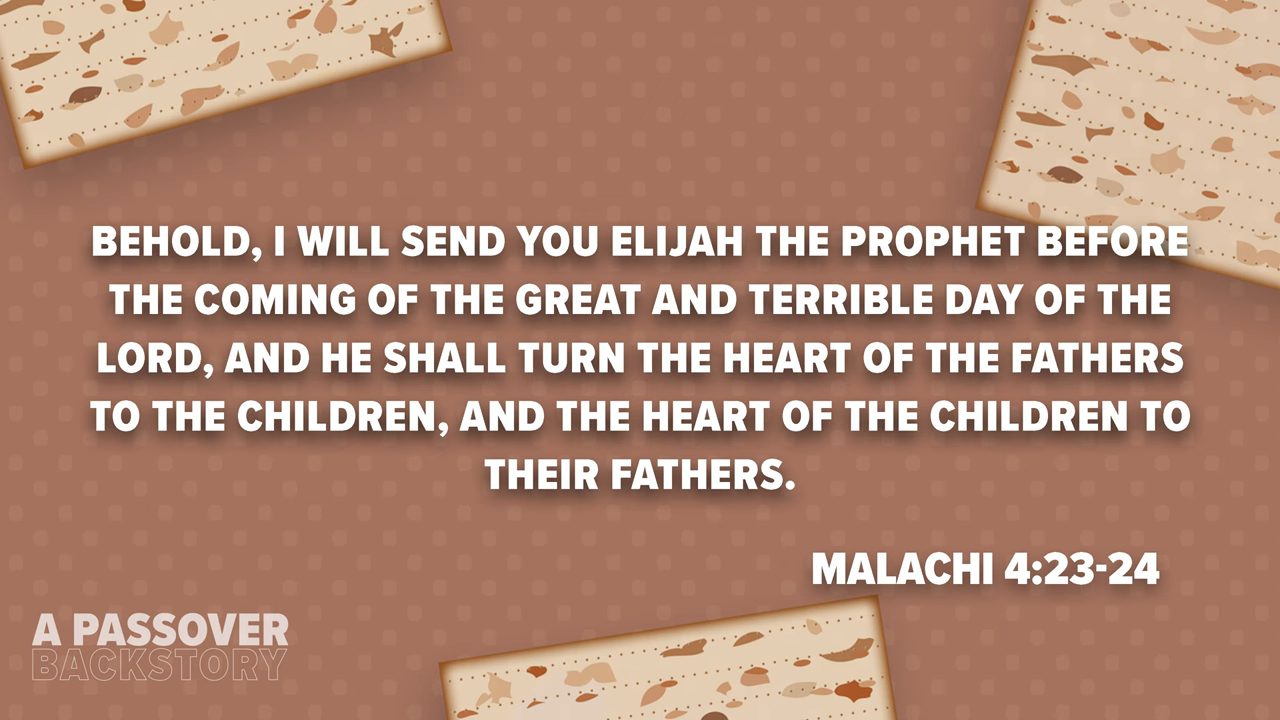 BEHOLD, I WILL SEND YOU ELIJAH THE PROPHET BEFORE
THE COMING OF THE GREAT AND TERRIBLE DAY OF THE
LORD, AND HE SHALL TURN THE HEART OF THE FATHERS
TO THE CHILDREN, AND THE HEART OF THE CHILDREN TO
THEIR FATHERS.
MALACHI 4:23-24
A PASSOVER
BACKSTORY